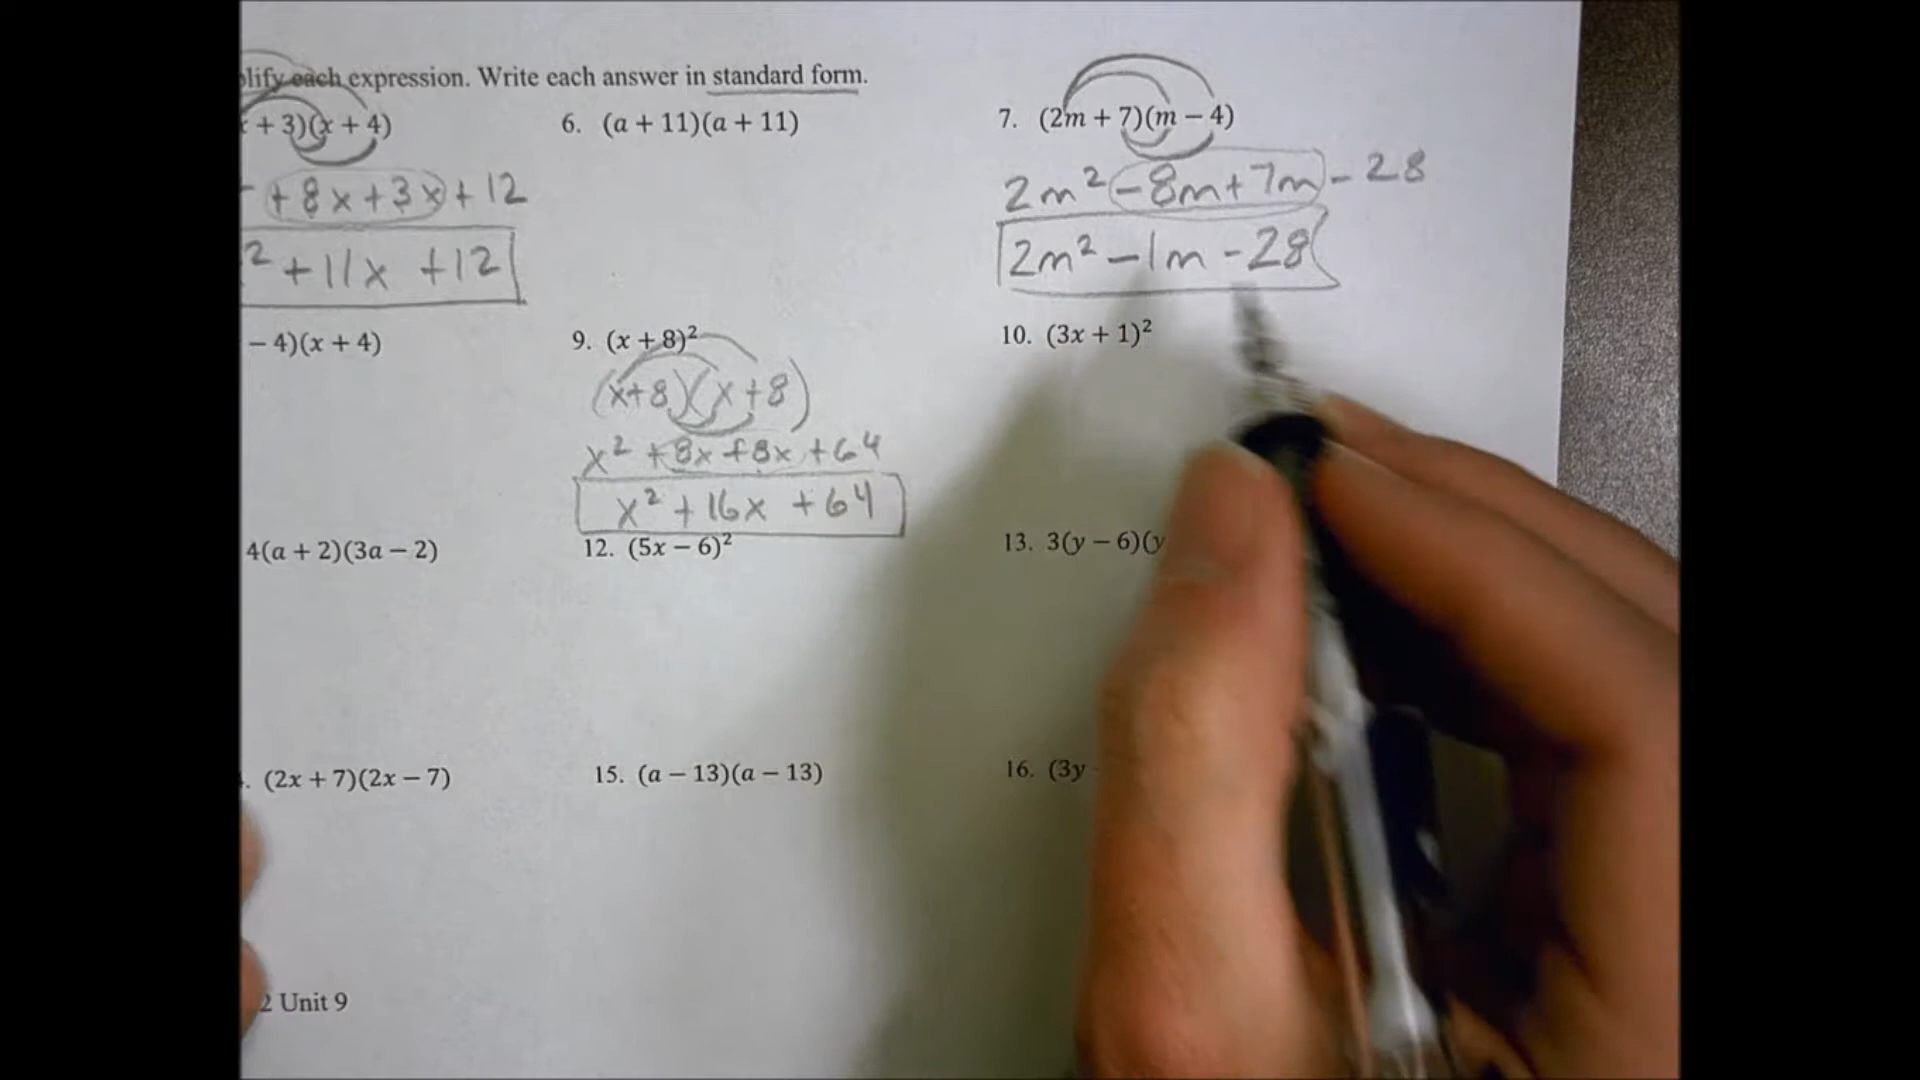 each expression. Write each answer in standard form.
+ 3)(x + 4)
+ 8x + 3x + 12
2 + 11x + 12
6. (a + 11)(a + 11)
7. (2m + 7)(m − 4)
2m² − 8m + 7m − 28
2m² − 1m − 28
− 4)(x + 4)
9. (x + 8)²
(x + 8)(x + 8)
x² + 8x + 8x + 64
x² + 16x + 64
10. (3x + 1)²
4(a + 2)(3a − 2)
12. (5x − 6)²
13. 3(y − 6)(y
. (2x + 7)(2x − 7)
15. (a − 13)(a − 13)
16. (3y
2 Unit 9